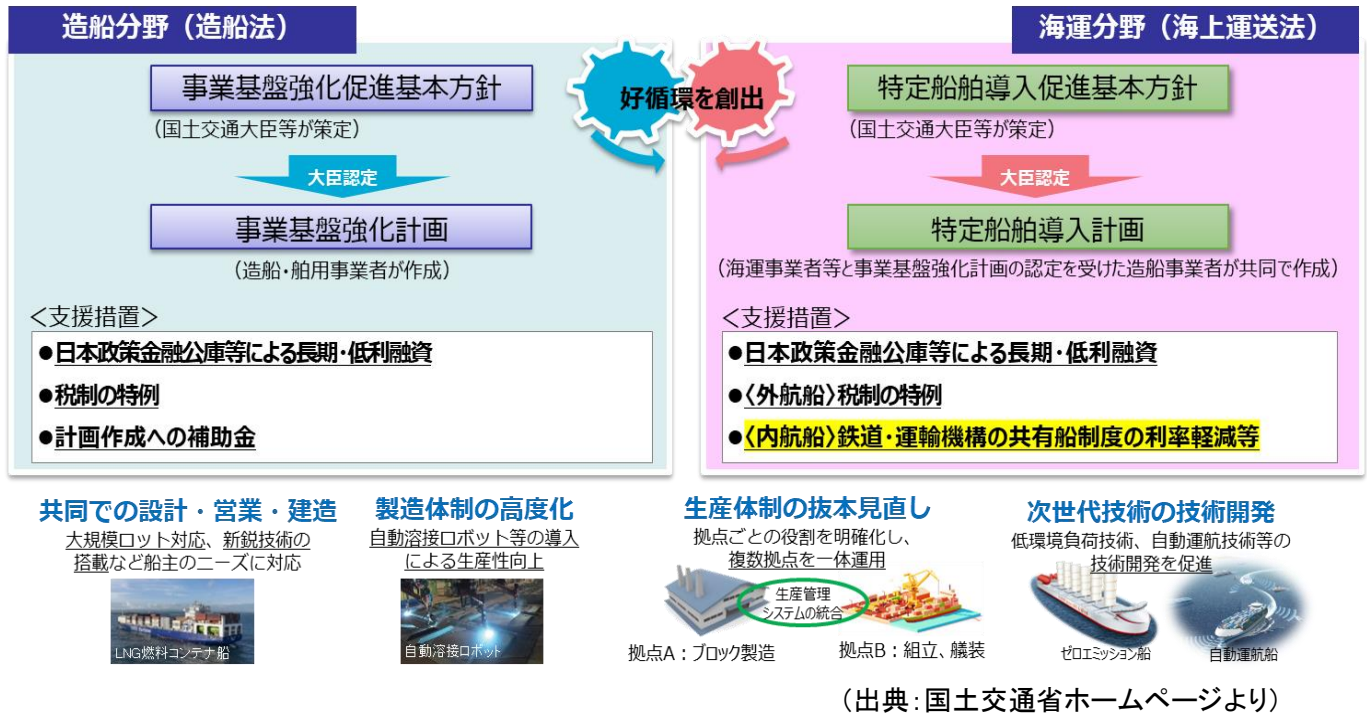 造船分野（造船法）
事業基盤強化促進基本方針
（国土交通大臣等が策定）
大臣認定
事業基盤強化計画
（造船・舶用事業者が作成）
＜支援措置＞
●日本政策金融公庫等による長期・低利融資
●税制の特例
●計画作成への補助金
好循環を創出
海運分野（海上運送法）
特定船舶導入促進基本方針
（国土交通大臣等が策定）
大臣認定
特定船舶導入計画
（海運事業者等と事業基盤強化計画の認定を受けた造船事業者が共同で作成）
＜支援措置＞
●日本政策金融公庫等による長期・低利融資
●〈外航船〉税制の特例
●〈内航船〉鉄道・運輸機構の共有船制度の利率軽減等
共同での設計・営業・建造
大規模ロット対応、新鋭技術の
搭載など船主のニーズに対応
LNG燃料コンテナ船
製造体制の高度化
自動溶接ロボット等の導入
による生産性向上
自動溶接ロボット
生産体制の抜本見直し
拠点ごとの役割を明確化し、
複数拠点を一体運用
生産管理
システムの統合
拠点A：ブロック製造
拠点B：組立、艤装
次世代技術の技術開発
低環境負荷技術、自動運航技術等の
技術開発を促進
ゼロエミッション船
自動運航船
（出典：国土交通省ホームページより）